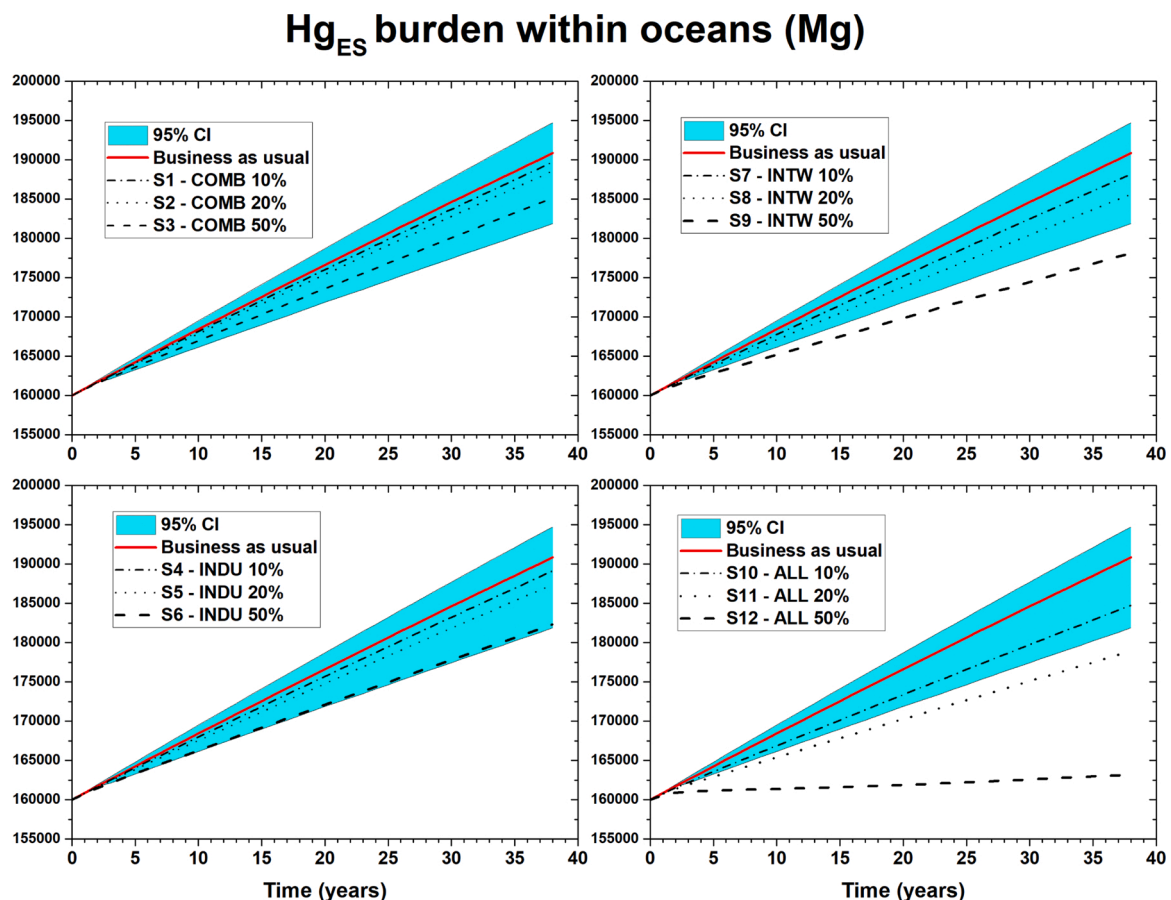 Hg_ES burden within oceans (Mg)
200000
195000
190000
185000
180000
175000
170000
165000
160000
155000
0 5 10 15 20 25 30 35 40
95% CI
Business as usual
S1 - COMB 10%
S2 - COMB 20%
S3 - COMB 50%
200000
195000
190000
185000
180000
175000
170000
165000
160000
155000
0 5 10 15 20 25 30 35 40
95% CI
Business as usual
S7 - INTW 10%
S8 - INTW 20%
S9 - INTW 50%
200000
195000
190000
185000
180000
175000
170000
165000
160000
155000
0 5 10 15 20 25 30 35 40
95% CI
Business as usual
S4 - INDU 10%
S5 - INDU 20%
S6 - INDU 50%
Time (years)
200000
195000
190000
185000
180000
175000
170000
165000
160000
155000
0 5 10 15 20 25 30 35 40
95% CI
Business as usual
S10 - ALL 10%
S11 - ALL 20%
S12 - ALL 50%
Time (years)